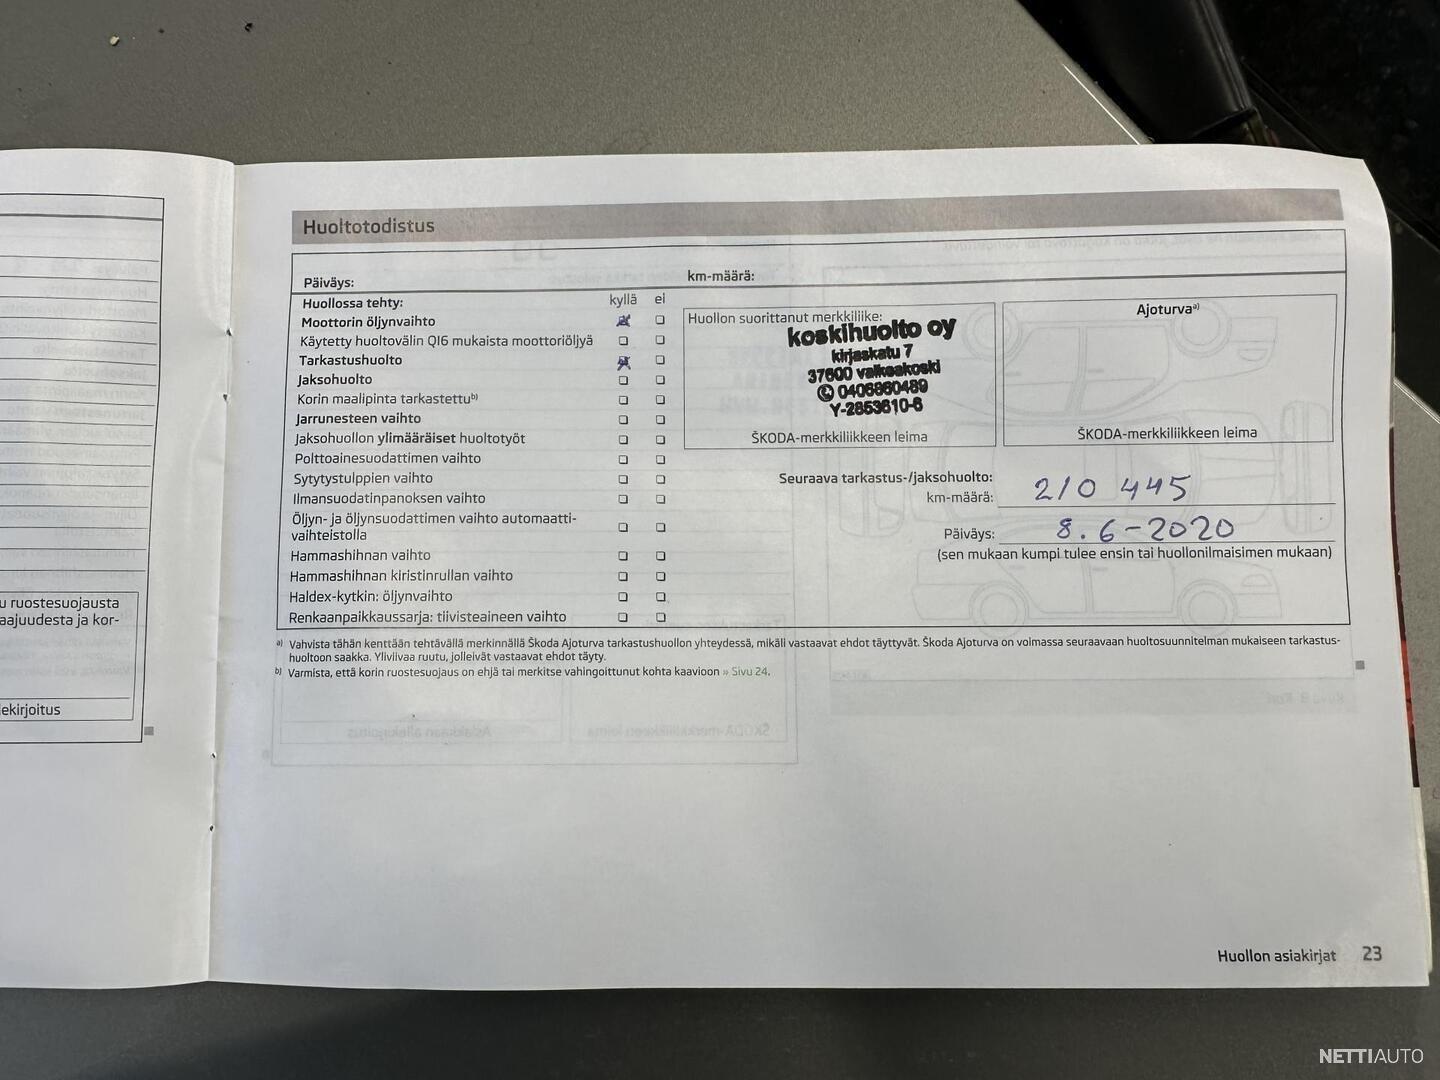 Huoltotodistus
Päiväys:
km-määrä:
Huollossa tehty: kyllä ei
Moottorin öljynvaihto
Käytetty huoltovälin QI6 mukaista moottoriöljyä
Tarkastushuolto
Jaksohuolto
Korin maalipinta tarkastettu b)
Jarrunesteen vaihto
Jaksohuollon ylimääräiset huoltotyöt
Polttoainesuodattimen vaihto
Sytytystulppien vaihto
Ilmansuodatinpanoksen vaihto
Öljyn- ja öljynsuodattimen vaihto automaatti-
vaihteistolla
Hammashihnan vaihto
Hammashihnan kiristinrullan vaihto
Haldex-kytkin: öljynvaihto
Renkaanpaikkaussarja: tiivisteaineen vaihto
Huollon suorittanut merkkiliike:
koskihuolto oy
kirjaskatu 7
37600 valkeakoski
✆ 0406860489
Y-2853610-6
ŠKODA-merkkiliikkeen leima
Ajoturva a)
ŠKODA-merkkiliikkeen leima
Seuraava tarkastus-/jaksohuolto:
km-määrä: 210 445
Päiväys: 8.6-2020
(sen mukaan kumpi tulee ensin tai huollonilmaisimen mukaan)
a) Vahvista tähän kenttään tehtävällä merkinnällä Škoda Ajoturva tarkastushuollon yhteydessä, mikäli vastaavat ehdot täyttyvät. Škoda Ajoturva on voimassa seuraavaan huoltosuunnitelman mukaiseen tarkastus-
huoltoon saakka. Yliviivaa ruutu, jolleivät vastaavat ehdot täyty.
b) Varmista, että korin ruostesuojaus on ehjä tai merkitse vahingoittunut kohta kaavioon » Sivu 24.
u ruostesuojausta
aajuudesta ja kor-
lekirjoitus
Huollon asiakirjat 23
NETTIAUTO